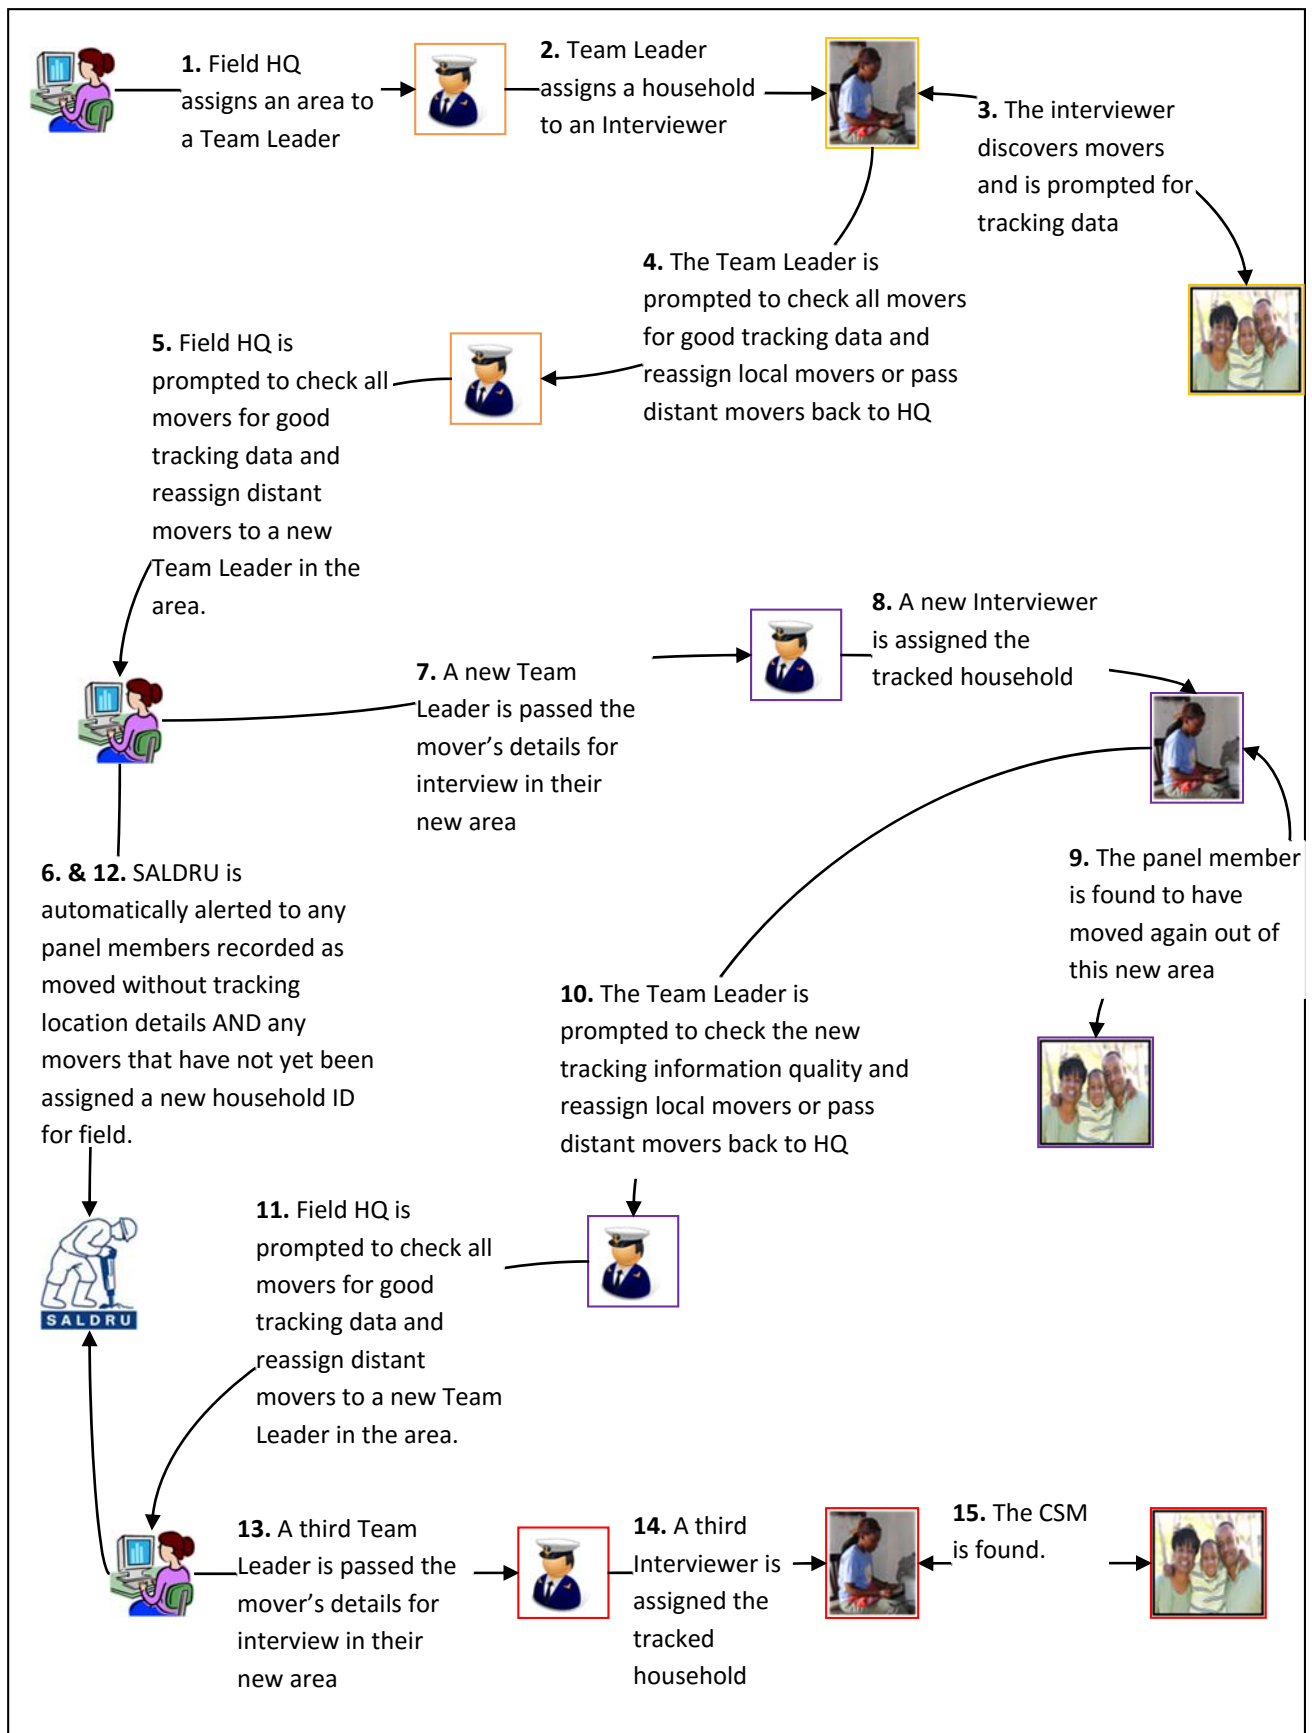 1. Field HQ
assigns an area to
a Team Leader
2. Team Leader
assigns a household
to an Interviewer
3. The interviewer
discovers movers
and is prompted for
tracking data
4. The Team Leader is
prompted to check all movers
for good tracking data and
reassign local movers or pass
distant movers back to HQ
5. Field HQ is
prompted to check all
movers for good
tracking data and
reassign distant
movers to a new
Team Leader in the
area.
6. & 12. SALDRU is
automatically alerted to any
panel members recorded as
moved without tracking
location details AND any
movers that have not yet been
assigned a new household ID
for field.
SALDRU
7. A new Team
Leader is passed the
mover’s details for
interview in their
new area
8. A new Interviewer
is assigned the
tracked household
9. The panel member
is found to have
moved again out of
this new area
10. The Team Leader is
prompted to check the new
tracking information quality and
reassign local movers or pass
distant movers back to HQ
11. Field HQ is
prompted to check all
movers for good
tracking data and
reassign distant
movers to a new Team
Leader in the area.
13. A third Team
Leader is passed the
mover’s details for
interview in their
new area
14. A third
Interviewer is
assigned the
tracked
household
15. The CSM
is found.